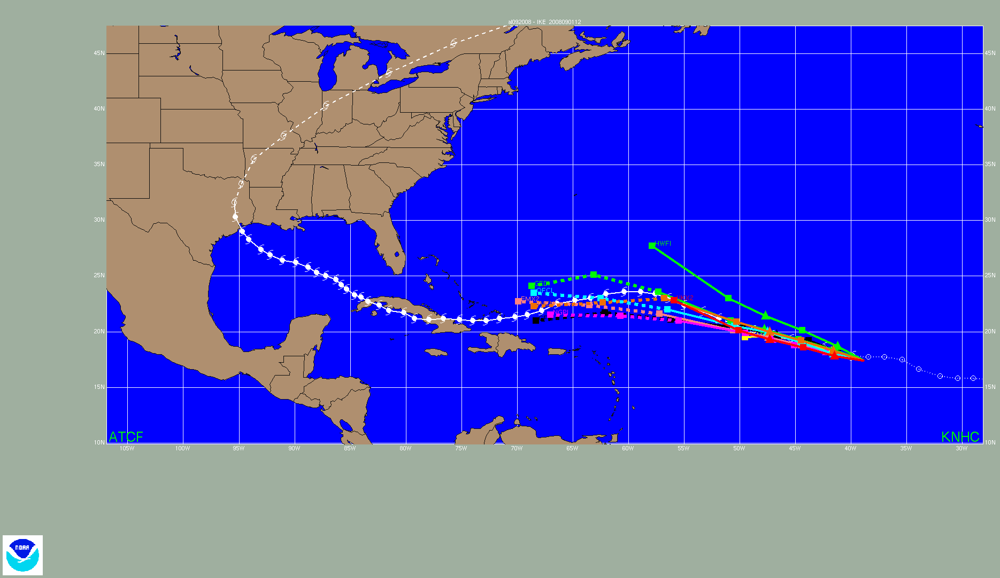 al092008 - IKE 2008090112
45N
45N
40N
40N
35N
35N
30N
30N
HWFI
25N
25N
GFDI
OFCL
EMX2
UKX2
NGPI
20N
20N
15N
15N
ATCF
KNHC
10N
10N
105W 100W 95W 90W 85W 80W 75W 70W 65W 60W 55W 50W 45W 40W 35W 30W
NOAA